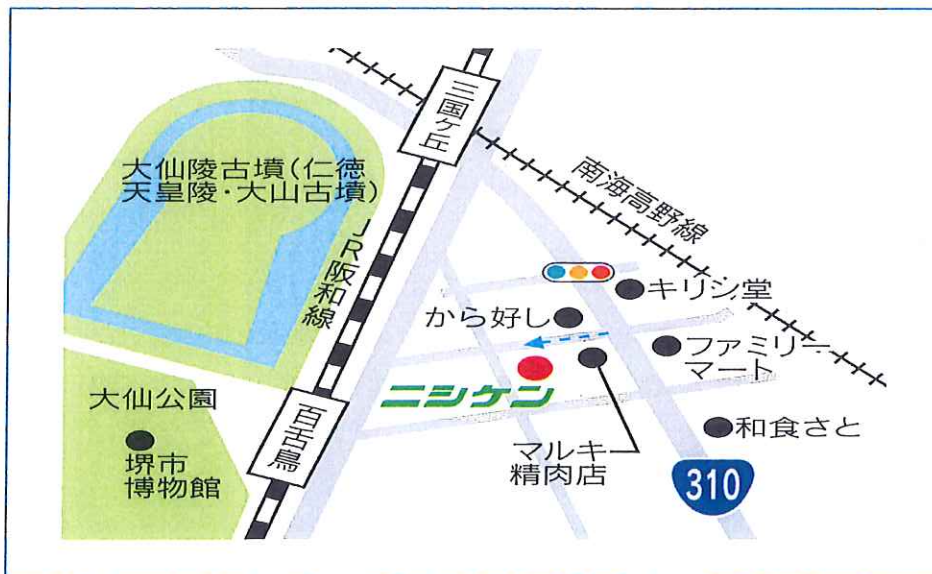 三国ヶ丘
大仙陵古墳(仁徳
天皇陵・大山古墳)
JR阪和線
南海高野線
キリン堂
から好し
ファミリー
マート
ニシケン
大仙公園
百舌鳥
和食さと
マルキー
精肉店
堺市
博物館
310